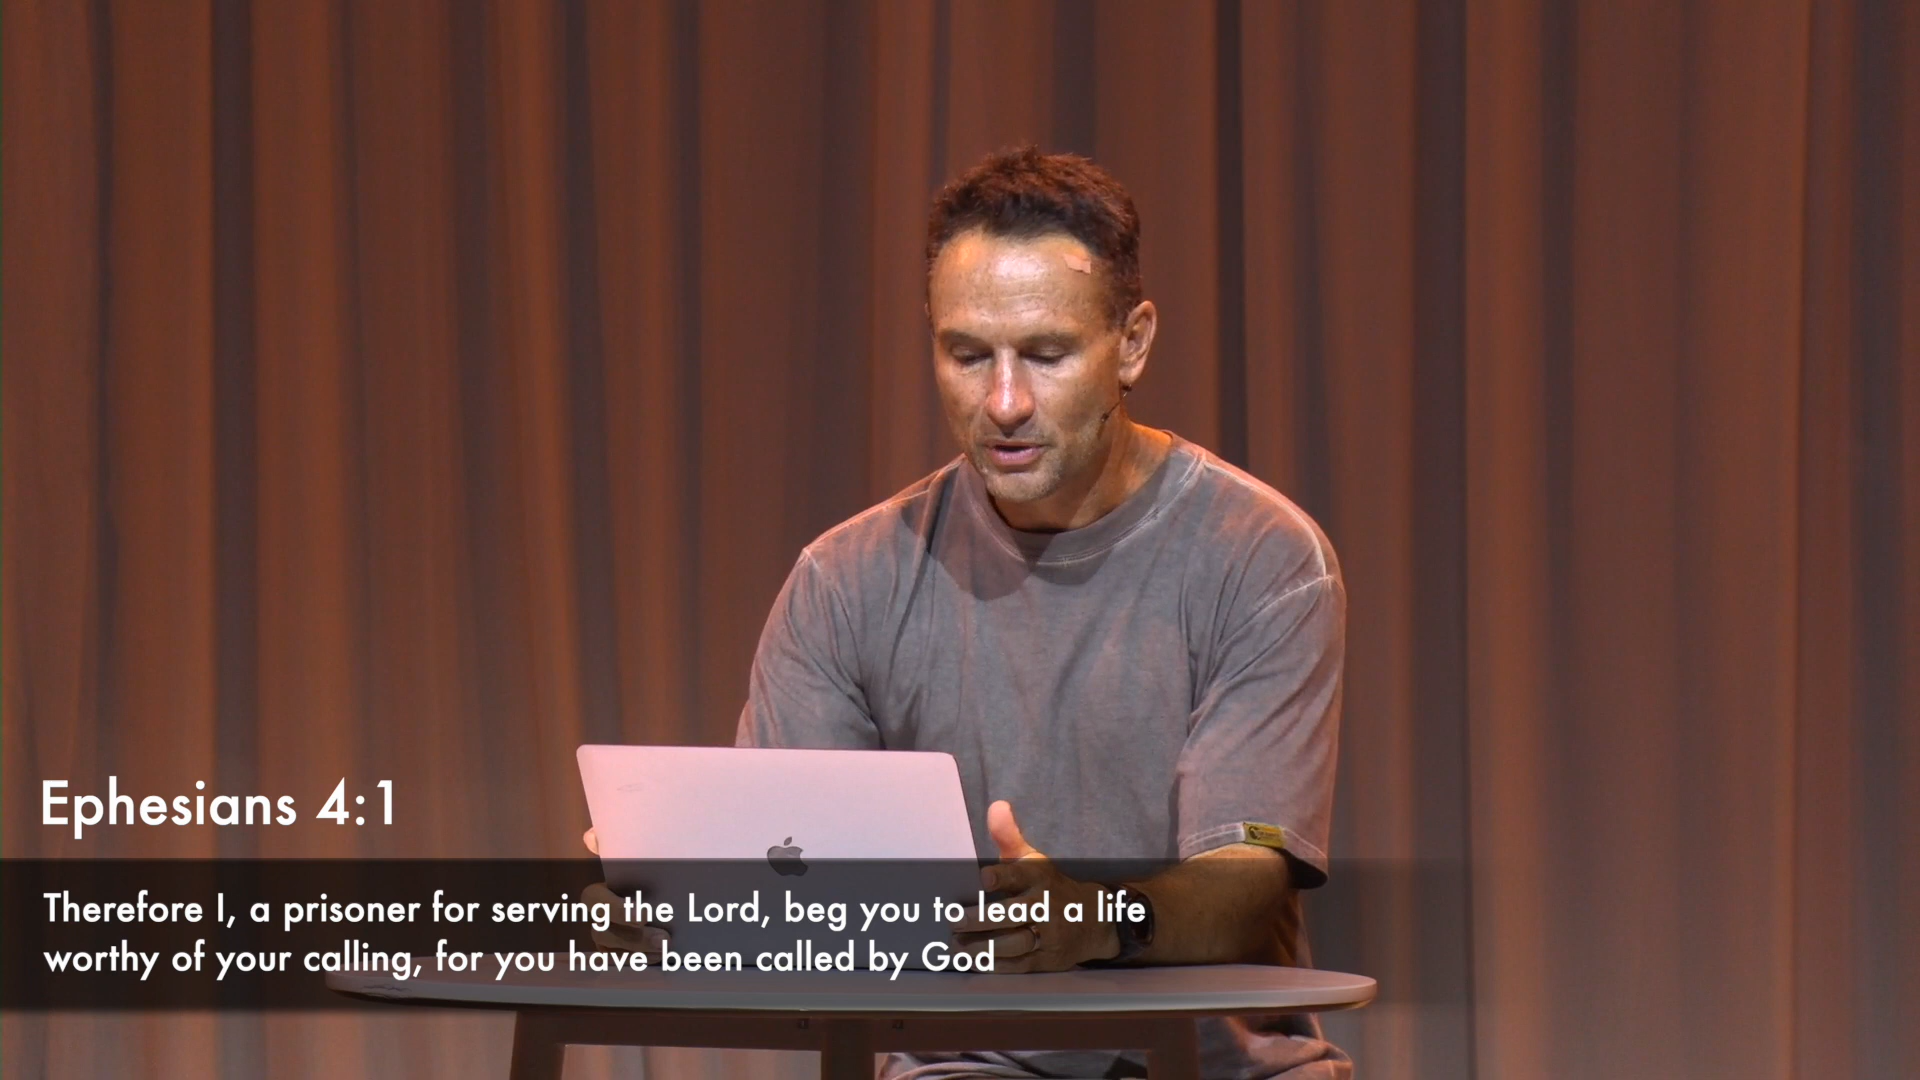 Ephesians 4:1
Therefore I, a prisoner for serving the Lord, beg you to lead a life
worthy of your calling, for you have been called by God